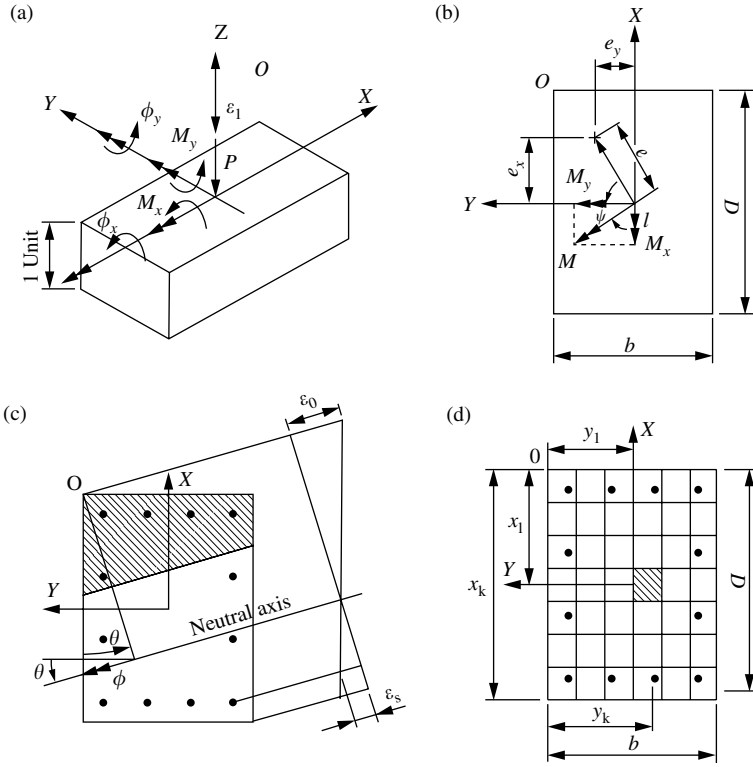 (a)
Z
O
Y
ϕy
ε1
X
My
P
Mx
ϕx
1 Unit
(b)
X
ey
O
ex
e
My
Y
ψ
l
M
Mx
D
b
(c)
ε0
O
X
Y
Neutral axis
θ
θ
ϕ
εs
(d)
y1
X
0
x1
Y
xk
D
yk
b